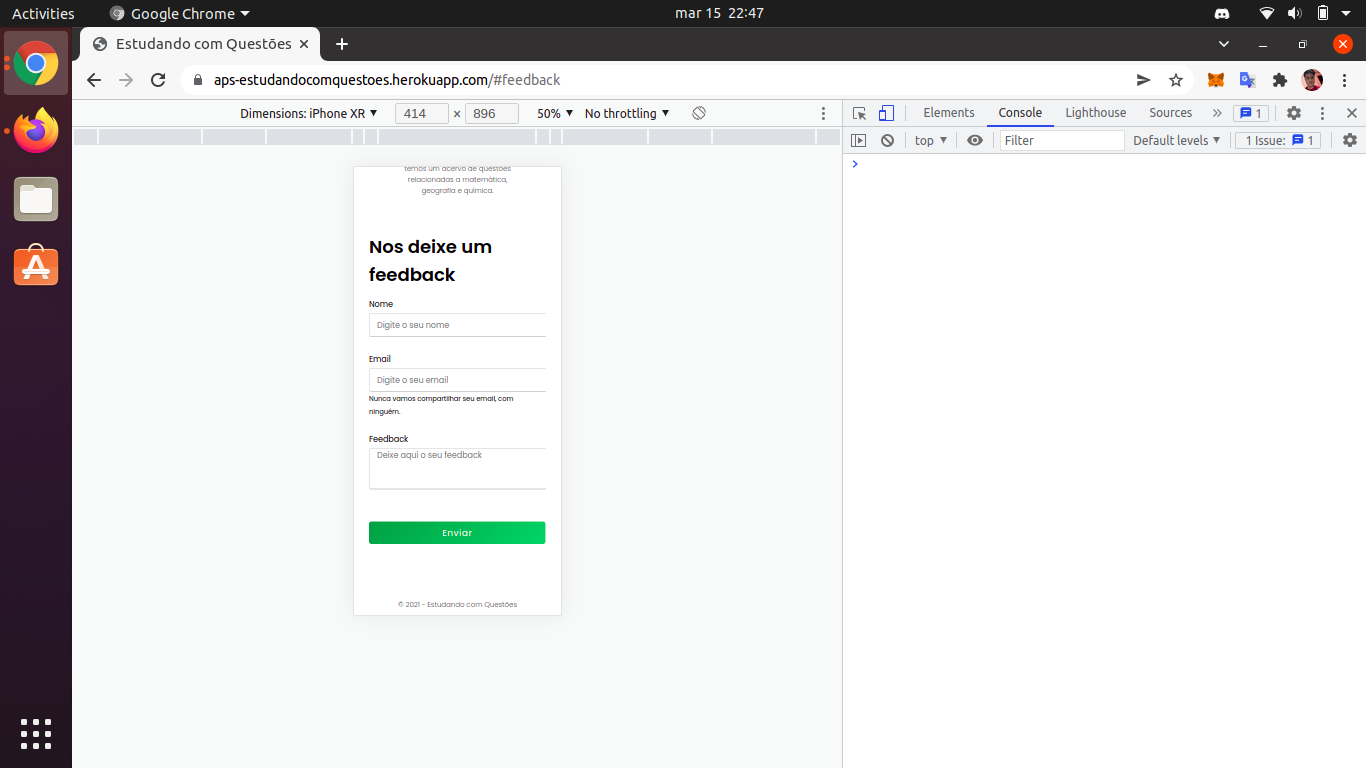 Activities
Google Chrome
mar 15 22:47
Estudando com Questões
aps-estudandocomquestoes.herokuapp.com/#feedback
Dimensions: iPhone XR
414 × 896
50%
No throttling
Elements
Console
Lighthouse
Sources
»
1
top
Filter
Default levels
1 Issue: 1
temos um acervo de questões
relacionadas a matemática,
geografia e química.
Nos deixe um
feedback
Nome
Digite o seu nome
Email
Digite o seu email
Nunca vamos compartilhar seu email, com
ninguém.
Feedback
Deixe aqui o seu feedback
Enviar
© 2021 - Estudando com Questões